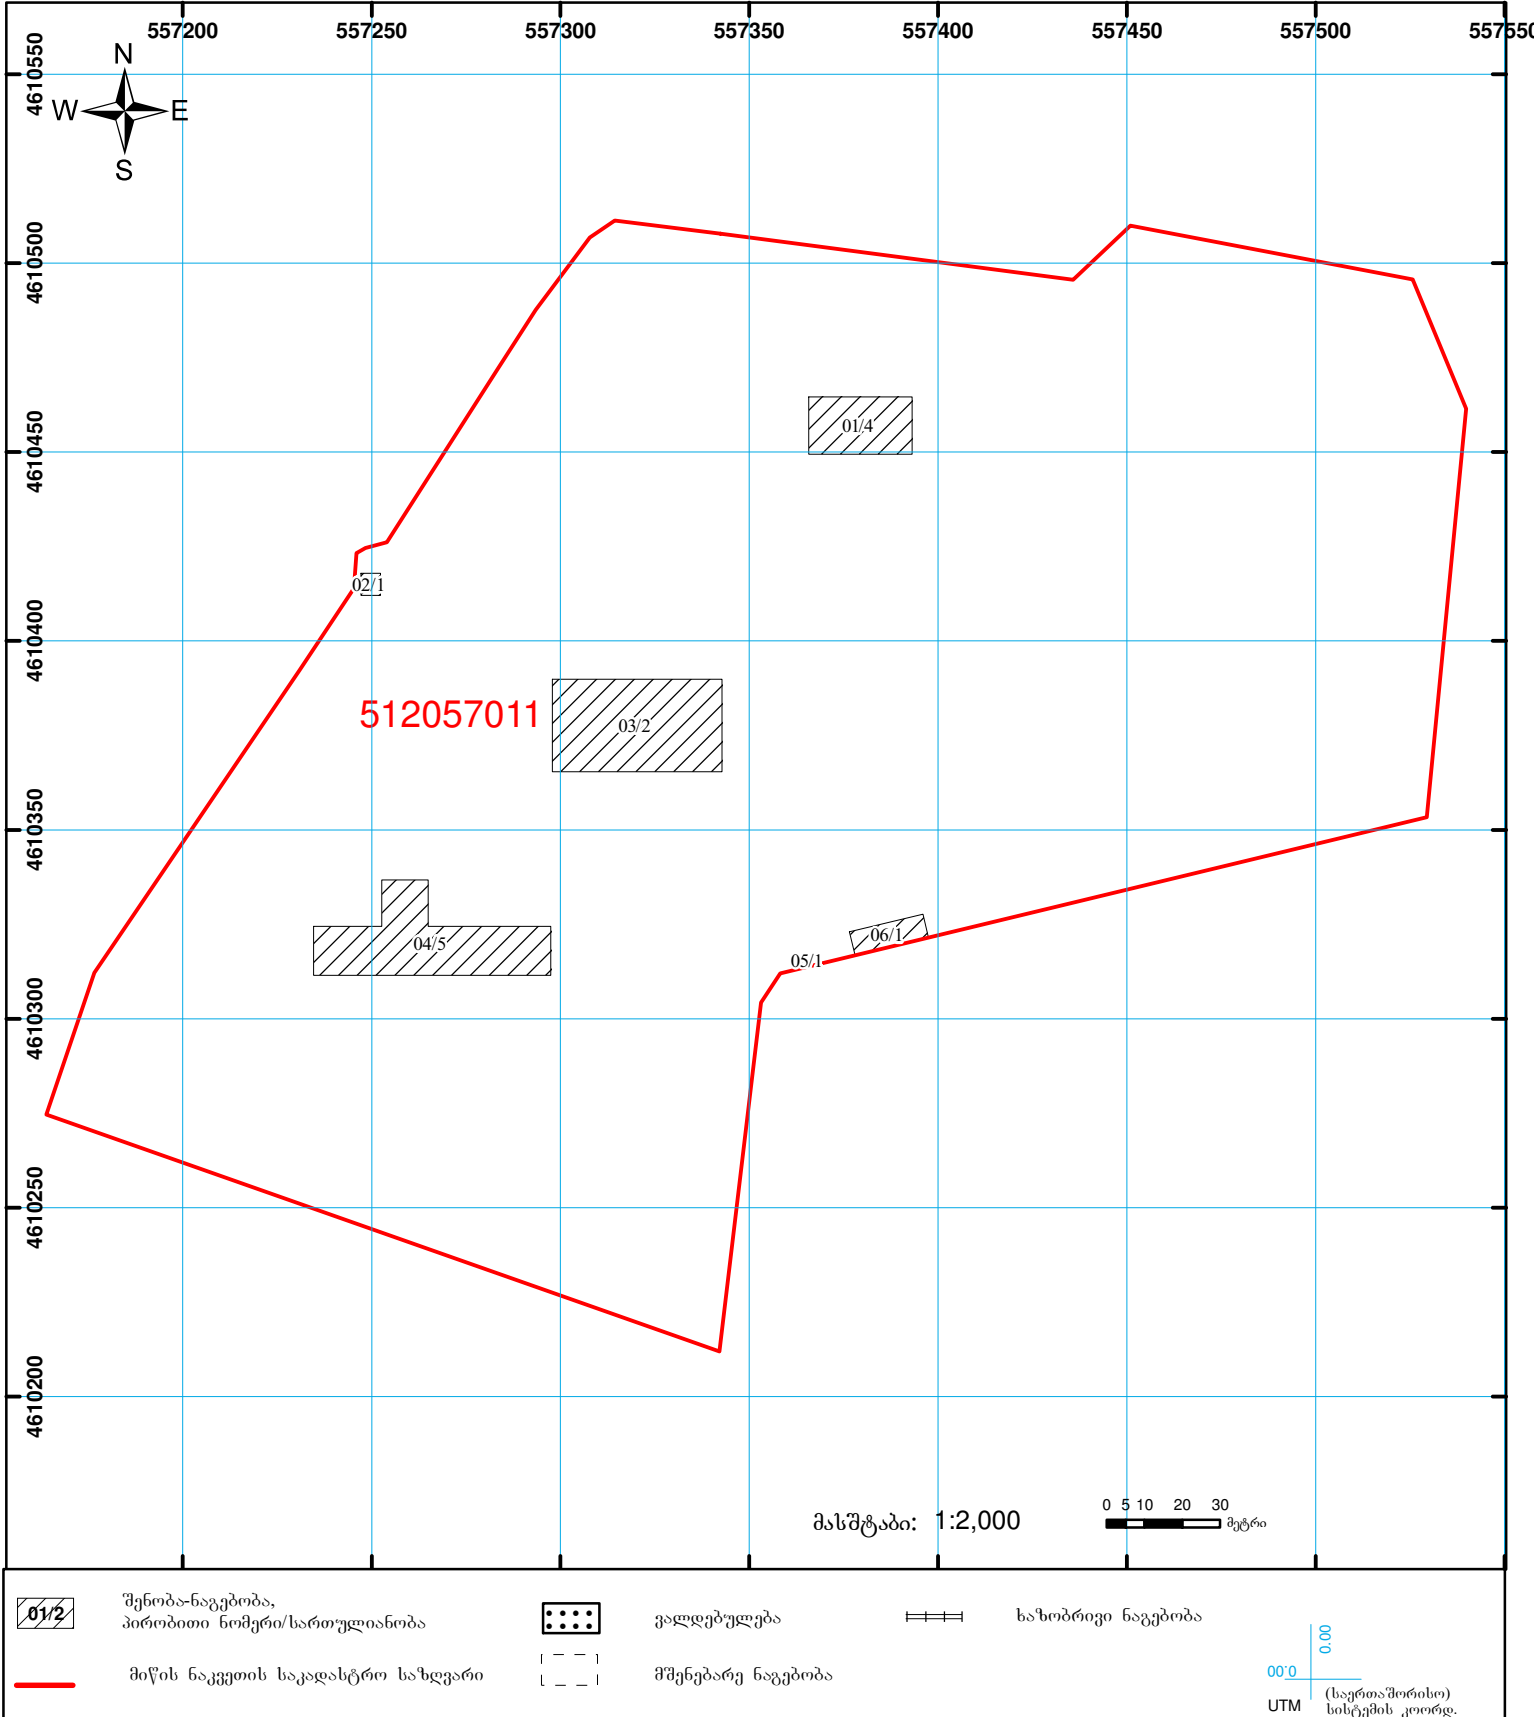 557200 557250 557300 557350 557400 557450 557500 557550
4610550
N
W E
S
4610500
4610450
01/4
02/1
4610400
512057011
03/2
4610350
04/5
06/1
05/1
4610300
4610250
4610200
მასშტაბი: 1:2,000
0 5 10 20 30
მეტრი
01/2
შენობა-ნაგებობა,
პირობითი ნომერი/სართულიანობა
ვალდებულება
ხაზობრივი ნაგებობა
მიწის ნაკვეთის საკადასტრო საზღვარი
მშენებარე ნაგებობა
0.00
0.00
UTM
(საერთაშორისო)
სისტემის კოორდ.